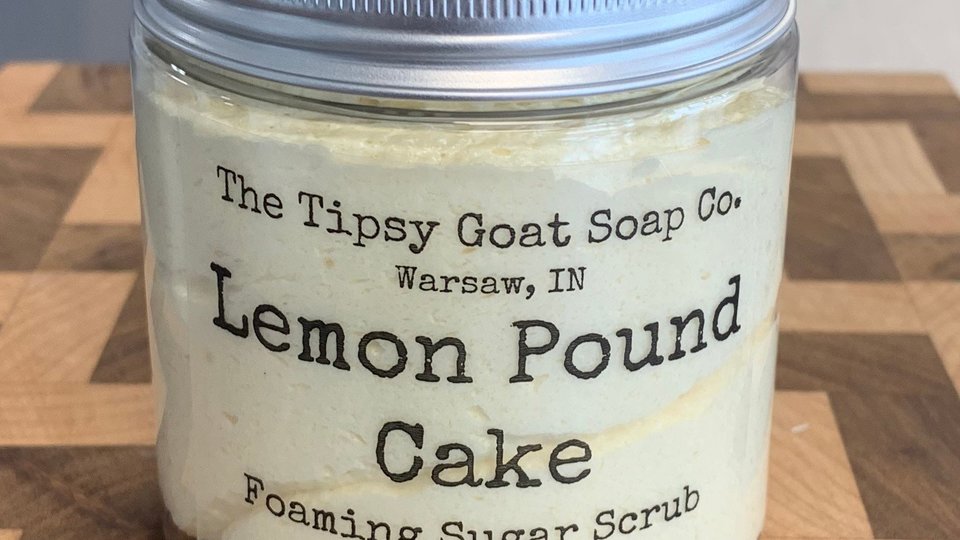 The Tipsy Goat Soap Co.
Warsaw, IN
Lemon Pound
Cake
Foaming Sugar Scrub